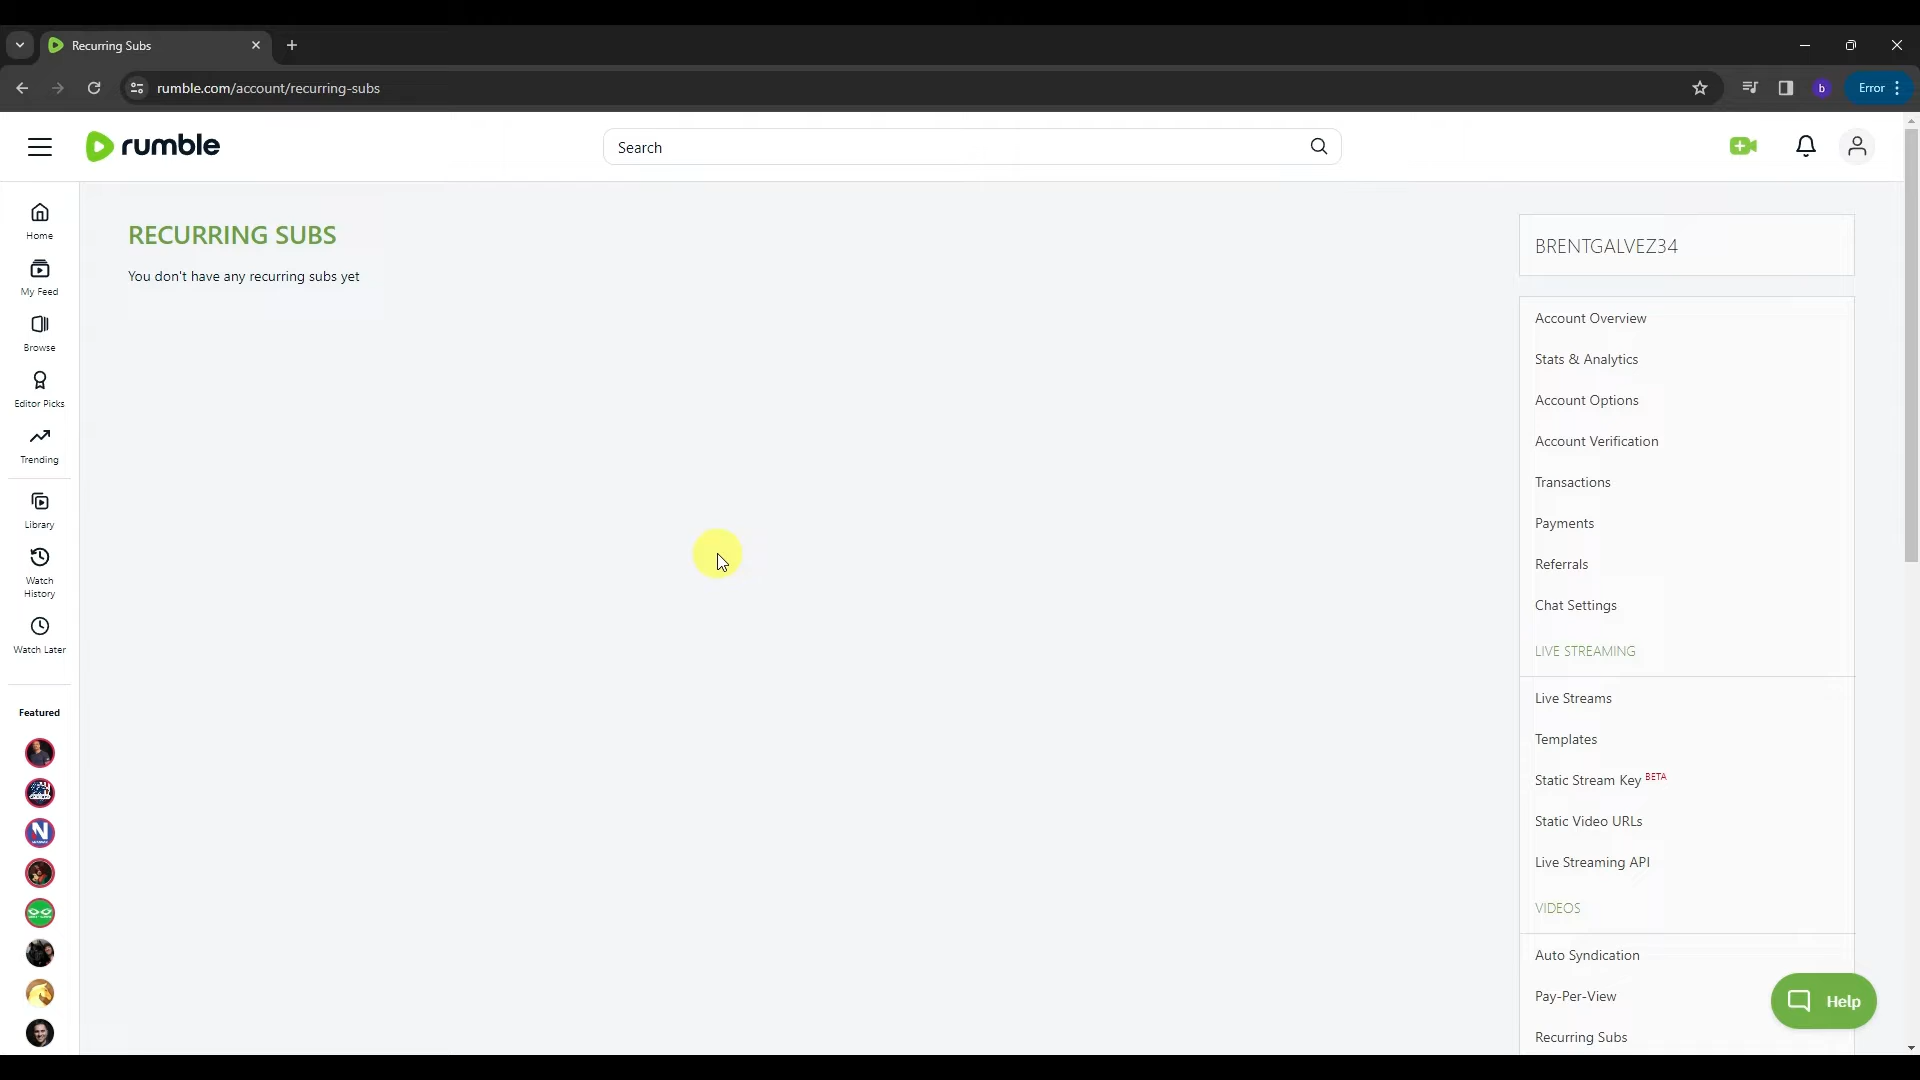 Recurring Subs
rumble.com/account/recurring-subs
b
Error
rumble
Search
Home
My Feed
Browse
Editor Picks
Trending
Library
Watch
History
Watch Later
Featured
N
RECURRING SUBS
You don't have any recurring subs yet
BRENTGALVEZ34
Account Overview
Stats & Analytics
Account Options
Account Verification
Transactions
Payments
Referrals
Chat Settings
LIVE STREAMING
Live Streams
Templates
Static Stream Key BETA
Static Video URLs
Live Streaming API
VIDEOS
Auto Syndication
Pay-Per-View
Recurring Subs
Help